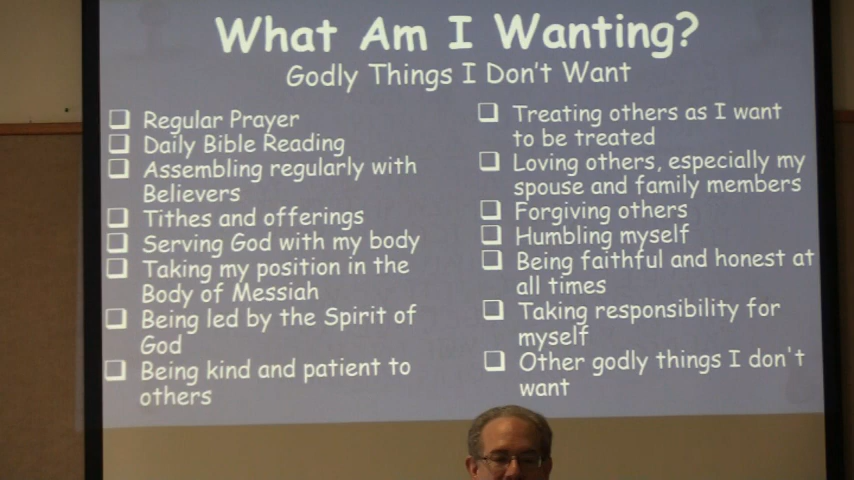 What Am I Wanting?
Godly Things I Don't Want
Regular Prayer
Daily Bible Reading
Assembling regularly with
Believers
Tithes and offerings
Serving God with my body
Taking my position in the
Body of Messiah
Being led by the Spirit of
God
Being kind and patient to
others
Treating others as I want
to be treated
Loving others, especially my
spouse and family members
Forgiving others
Humbling myself
Being faithful and honest at
all times
Taking responsibility for
myself
Other godly things I don't
want